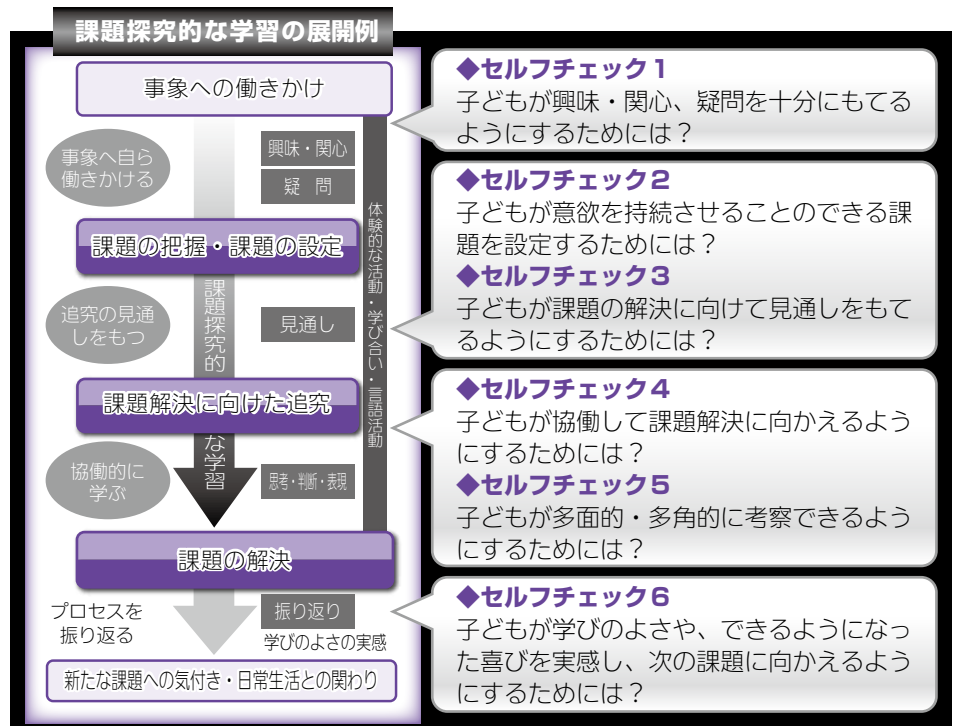 課題探究的な学習の展開例
事象への働きかけ
事象へ自ら
働きかける
興味・関心
疑 問
課題の把握・課題の設定
追究の見通
しをもつ
見通し
課題解決に向けた追究
協働的に
学ぶ
思考・判断・表現
課題の解決
プロセスを
振り返る
振り返り
学びのよさの実感
新たな課題への気付き・日常生活との関わり
課題探究的な学習
体験的な活動・学び合い・言語活動
◆セルフチェック1
子どもが興味・関心、疑問を十分にもてる
ようにするためには？
◆セルフチェック2
子どもが意欲を持続させることのできる課
題を設定するためには？
◆セルフチェック3
子どもが課題の解決に向けて見通しをもて
るようにするためには？
◆セルフチェック4
子どもが協働して課題解決に向かえるよう
にするためには？
◆セルフチェック5
子どもが多面的・多角的に考察できるよう
にするためには？
◆セルフチェック6
子どもが学びのよさや、できるようになっ
た喜びを実感し、次の課題に向かえるよう
にするためには？